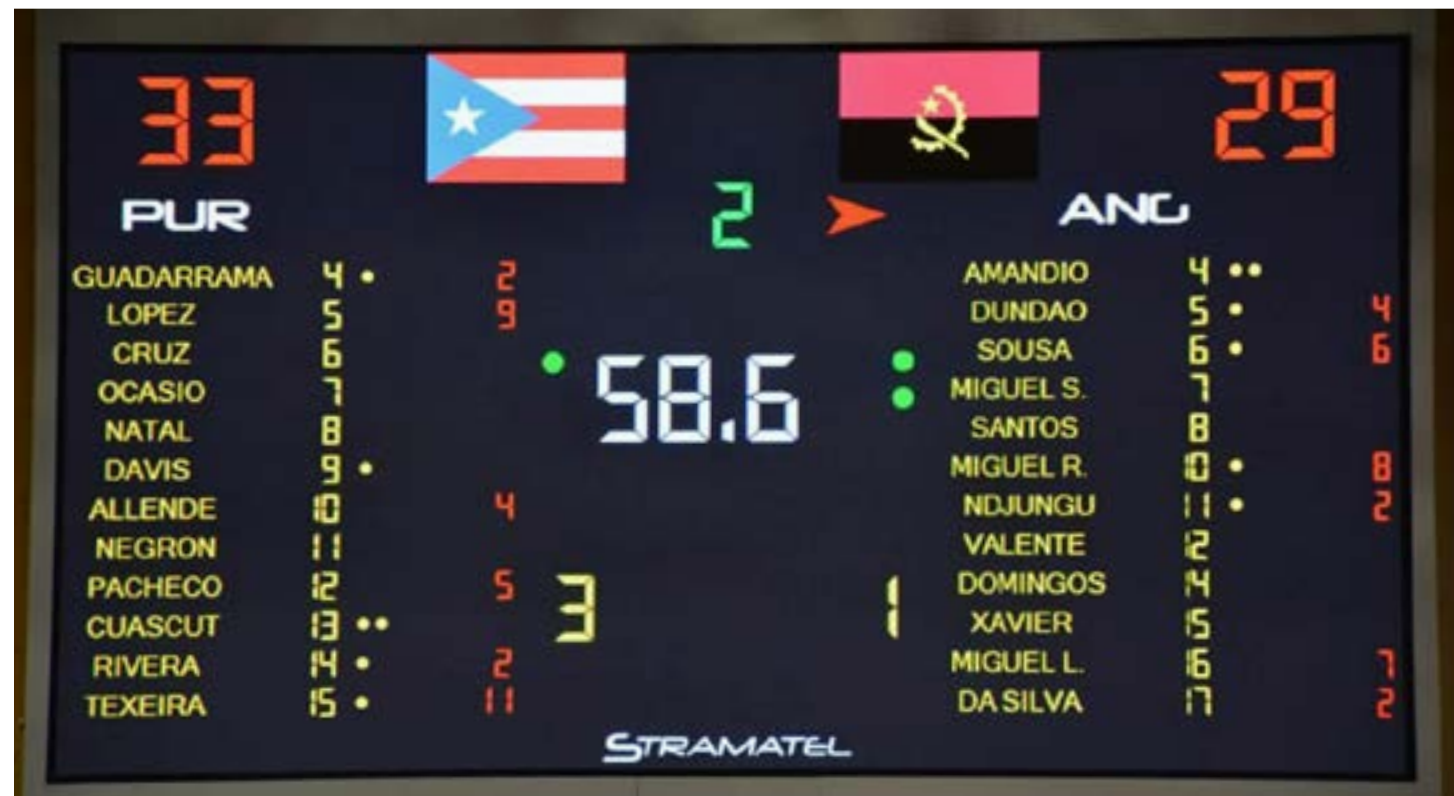 33 29
PUR 2 ANG
GUADARRAMA 4 2
LOPEZ 5 9
CRUZ 6
OCASIO 7
NATAL 8
DAVIS 9
ALLENDE 10 4
NEGRON 11
PACHECO 12 5
CUASCUT 13
RIVERA 14 2
TEXEIRA 15 11
58.6
3 1
AMANDIO 4
DUNDAO 5 4
SOUSA 6 6
MIGUEL S. 7
SANTOS 8
MIGUEL R. 10 8
NDJUNGU 11 2
VALENTE 12
DOMINGOS 14
XAVIER 15
MIGUEL L. 16 7
DA SILVA 17 2
STRAMATEL